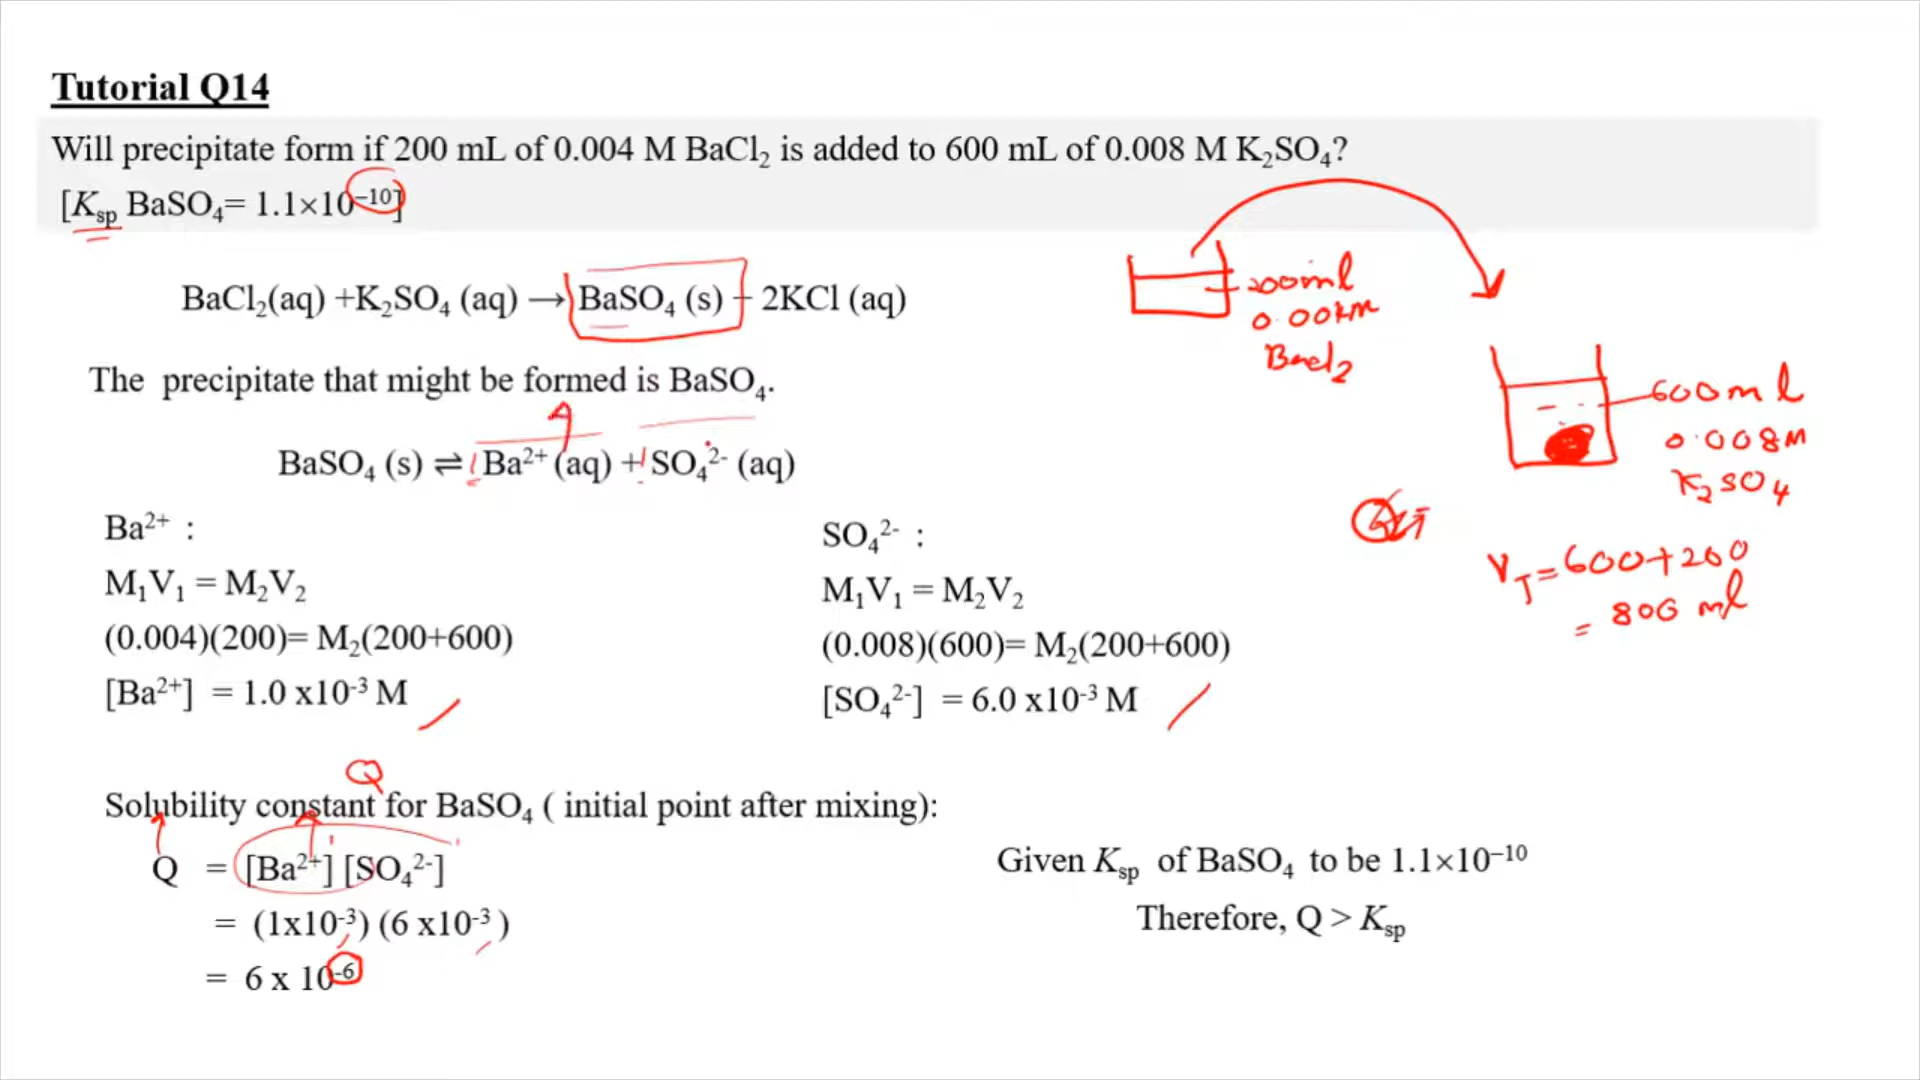 Tutorial Q14
Will precipitate form if 200 mL of 0.004 M BaCl₂ is added to 600 mL of 0.008 M K₂SO₄?
[Ksp BaSO₄= 1.1×10⁻¹⁰]
BaCl₂(aq) +K₂SO₄ (aq) → BaSO₄ (s) + 2KCl (aq)
200ml
0.004M
Bacl₂
The precipitate that might be formed is BaSO₄.
600ml
0.008M
K₂SO₄
BaSO₄ (s) ⇌ 1 Ba²⁺ (aq) + 1 SO₄²⁻ (aq)
Ba²⁺ :
M₁V₁ = M₂V₂
(0.004)(200)= M₂(200+600)
[Ba²⁺] = 1.0 x10⁻³ M
SO₄²⁻ :
M₁V₁ = M₂V₂
(0.008)(600)= M₂(200+600)
[SO₄²⁻] = 6.0 x10⁻³ M
V_T = 600+200
= 800 ml
Q
Solubility constant for BaSO₄ ( initial point after mixing):
Q = [Ba²⁺] [SO₄²⁻]
= (1x10⁻³) (6 x10⁻³ )
= 6 x 10⁻⁶
Given Ksp of BaSO₄ to be 1.1×10⁻¹⁰
Therefore, Q > Ksp